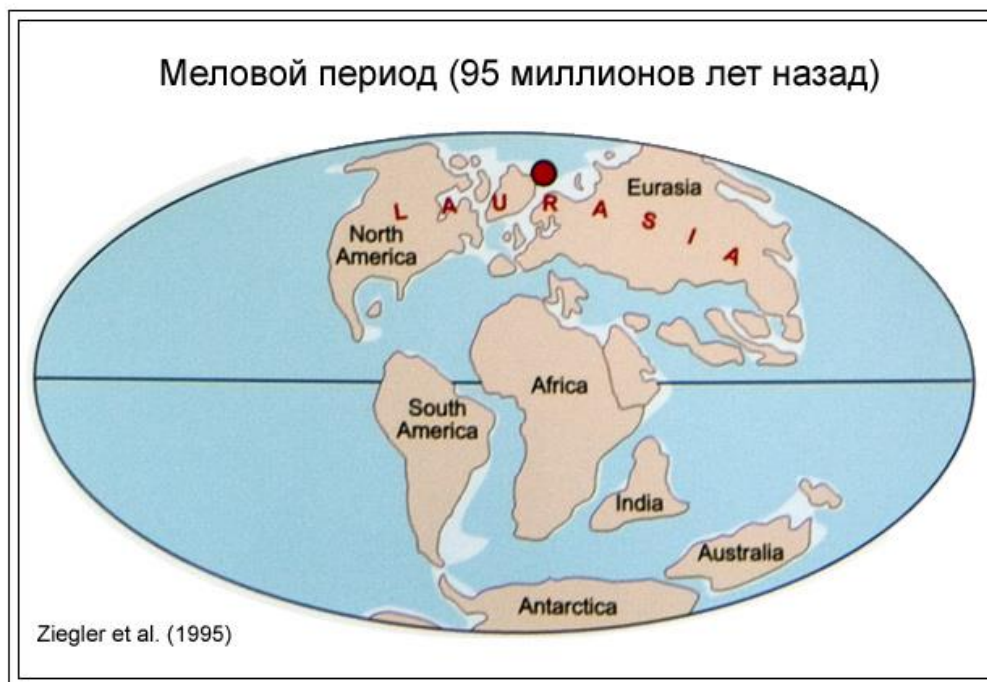 Меловой период (95 миллионов лет назад)
Eurasia
L A U R A S I A
North
America
Africa
South
America
India
Australia
Antarctica
Ziegler et al. (1995)